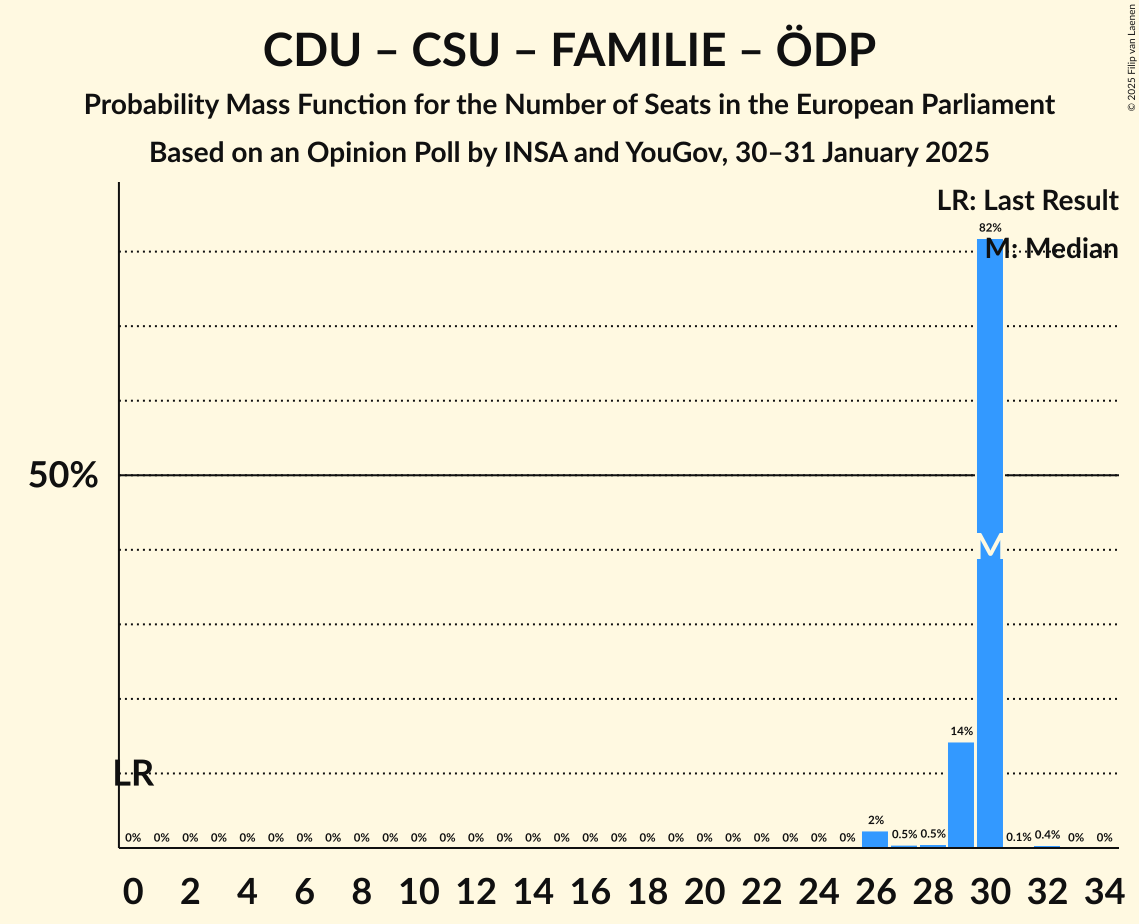 CDU – CSU – FAMILIE – ÖDP
Probability Mass Function for the Number of Seats in the European Parliament
Based on an Opinion Poll by INSA and YouGov, 30–31 January 2025
© 2025 Filip van Laenen
LR: Last Result
82%
M: Median
50%
M
14%
LR
0% 0% 0% 0% 0% 0% 0% 0% 0% 0% 0% 0% 0% 0% 0% 0% 0% 0% 0% 0% 0% 0% 0% 0% 0% 0% 2% 0.5% 0.5% 0.1% 0.4% 0% 0%
0 2 4 6 8 10 12 14 16 18 20 22 24 26 28 30 32 34